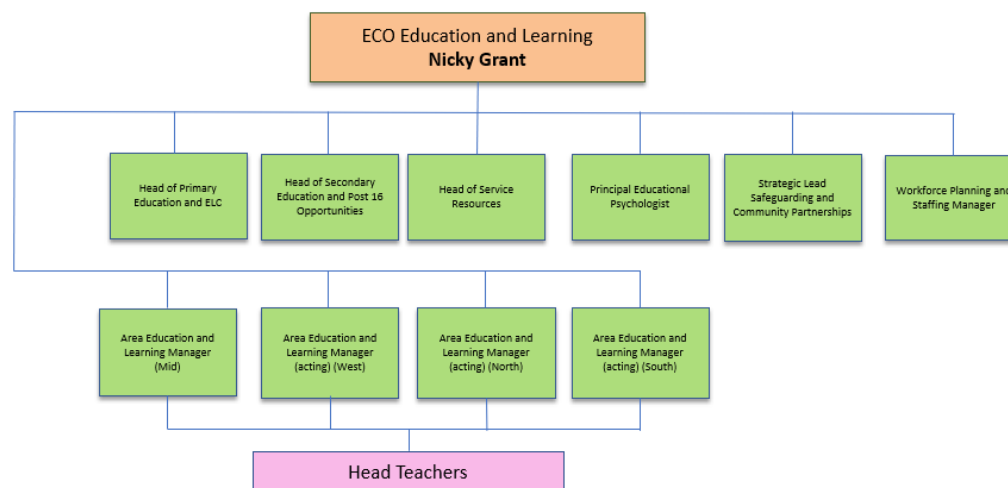 ECO Education and Learning
Nicky Grant
Head of Primary
Education and ELC
Head of Secondary
Education and Post 16
Opportunities
Head of Service
Resources
Principal Educational
Psychologist
Strategic Lead
Safeguarding and
Community Partnerships
Workforce Planning and
Staffing Manager
Area Education and
Learning Manager
(Mid)
Area Education and
Learning Manager
(acting) (West)
Area Education and
Learning Manager
(acting) (North)
Area Education and
Learning Manager
(acting) (South)
Head Teachers